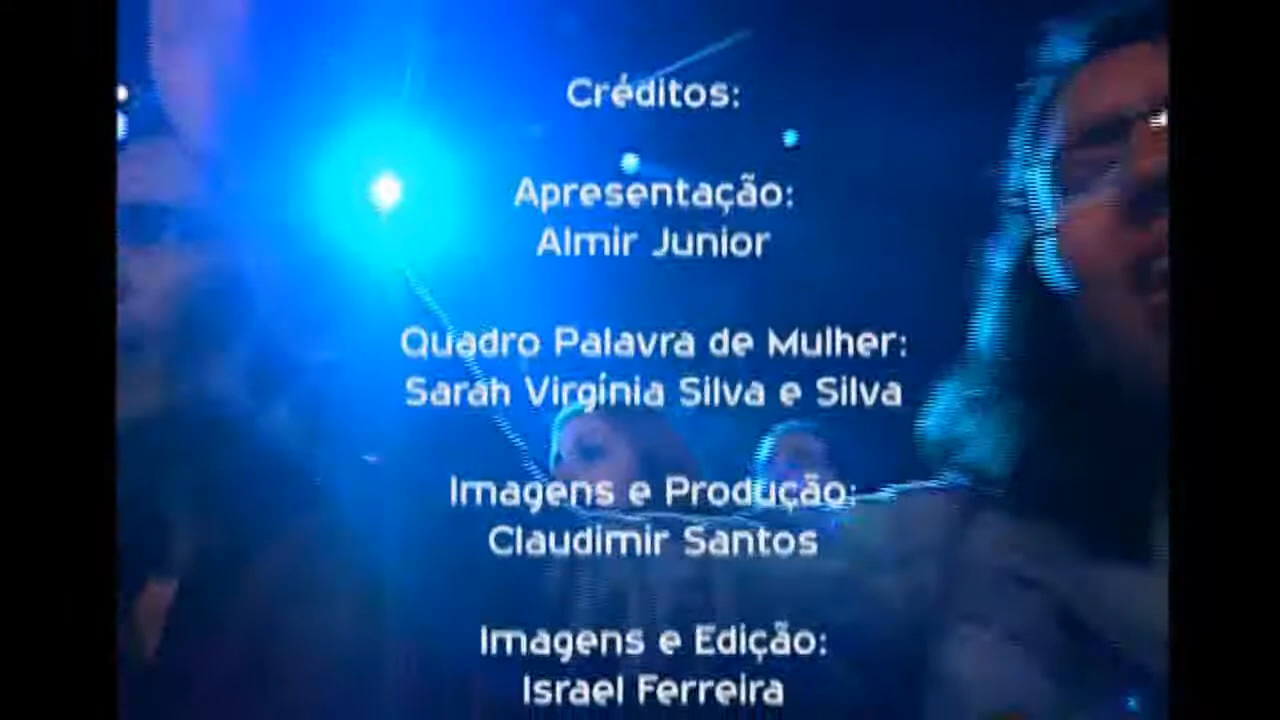 Créditos:
Apresentação:
Almir Junior
Quadro Palavra de Mulher:
Sarah Virgínia Silva e Silva
Imagens e Produção:
Claudimir Santos
Imagens e Edição:
Israel Ferreira